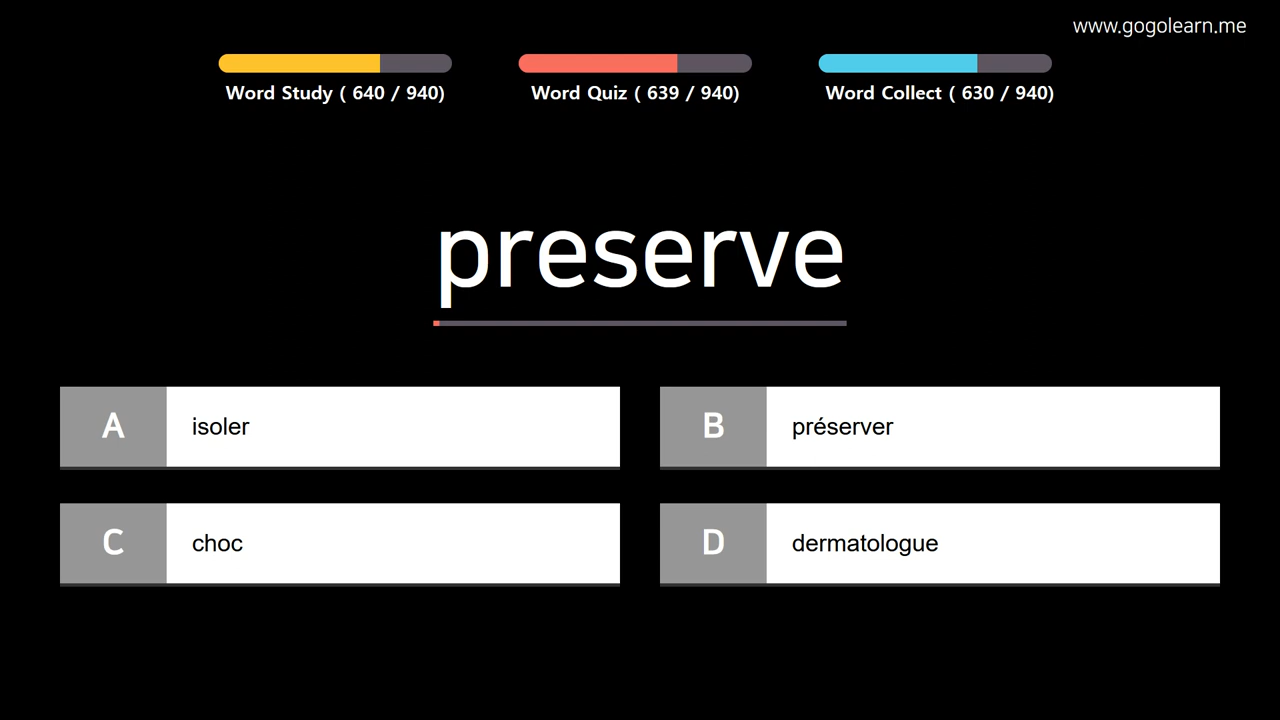 www.gogolearn.me
Word Study ( 640 / 940)
Word Quiz ( 639 / 940)
Word Collect ( 630 / 940)
preserve
A isoler
B préserver
C choc
D dermatologue